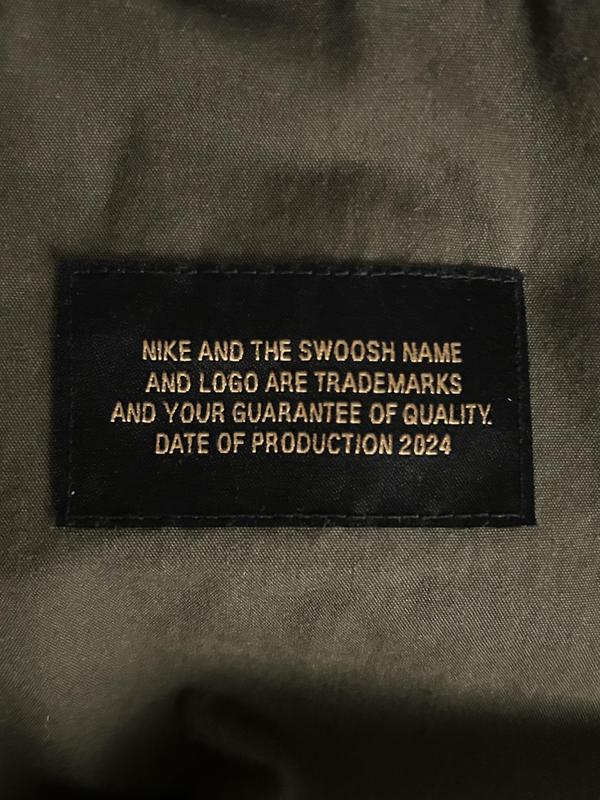 NIKE AND THE SWOOSH NAME
AND LOGO ARE TRADEMARKS
AND YOUR GUARANTEE OF QUALITY.
DATE OF PRODUCTION 2024